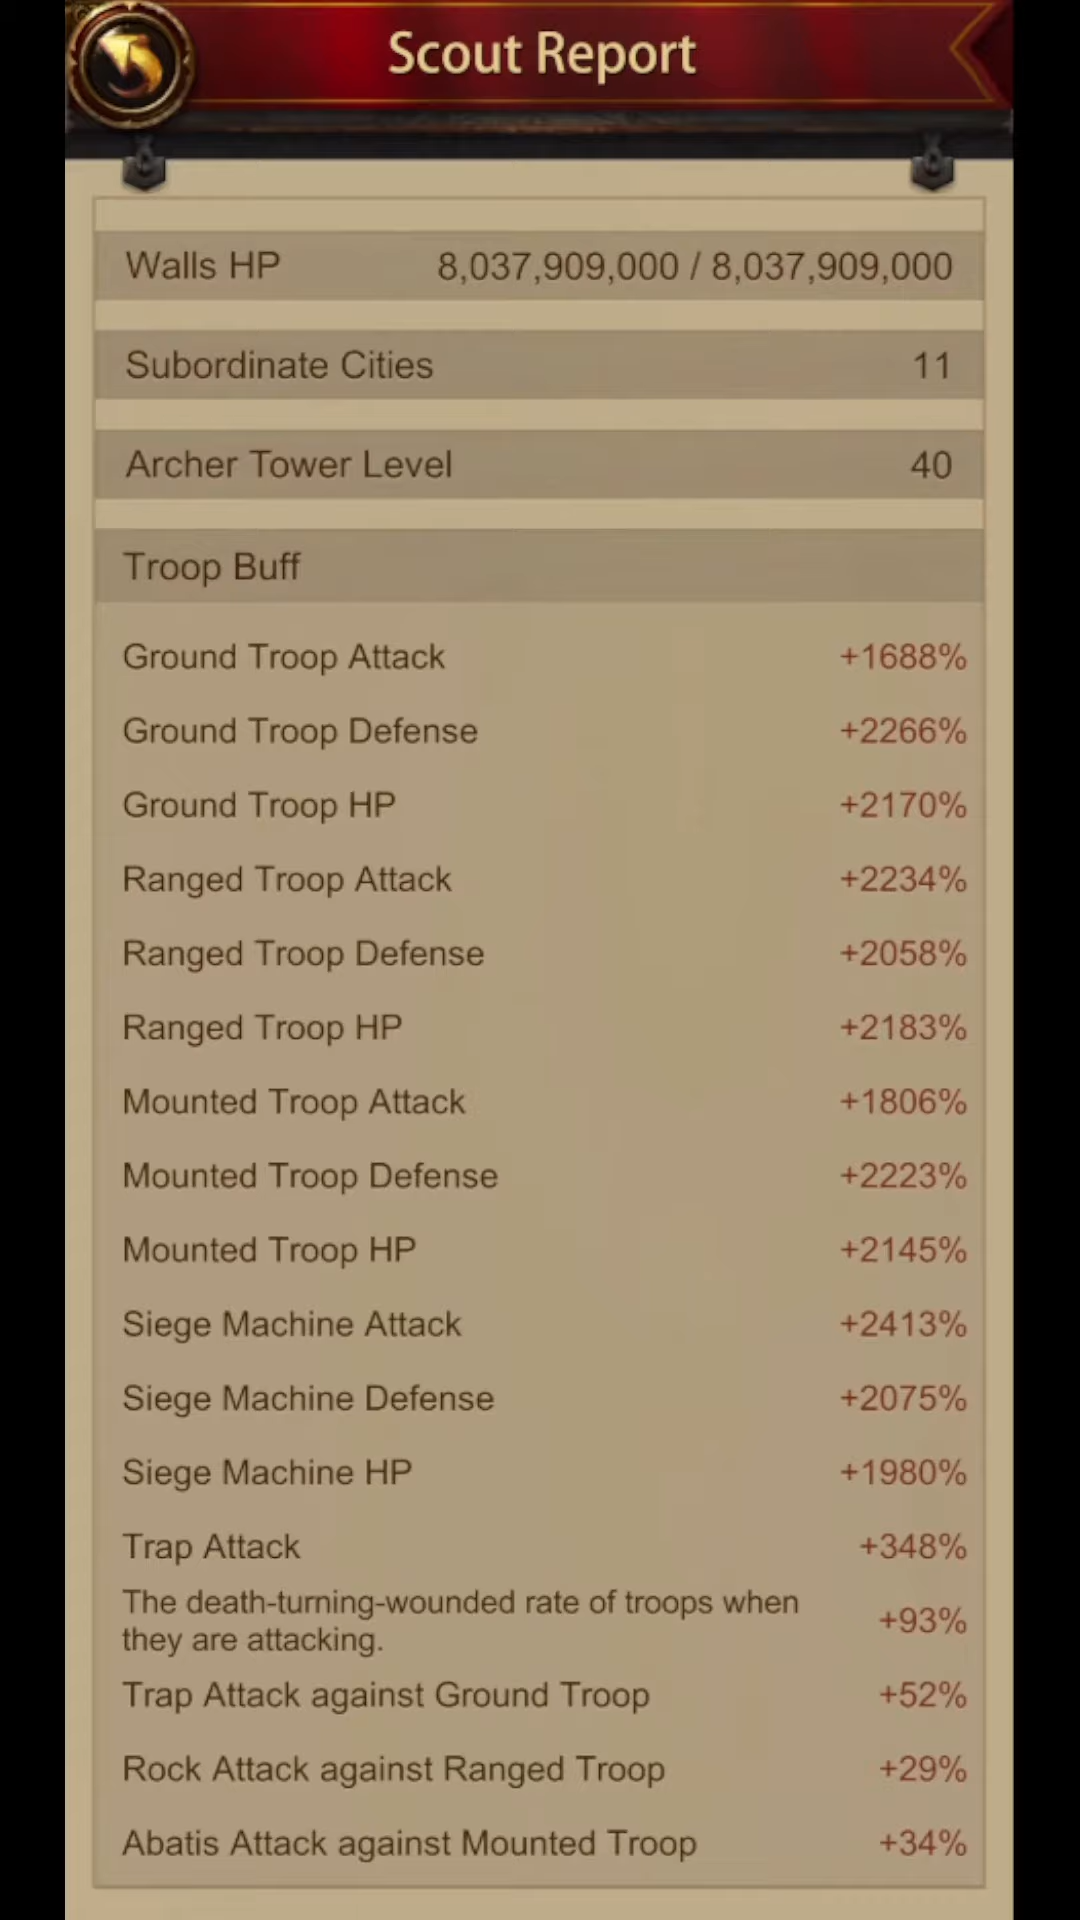 Scout Report
Walls HP 8,037,909,000 / 8,037,909,000
Subordinate Cities 11
Archer Tower Level 40
Troop Buff
Ground Troop Attack +1688%
Ground Troop Defense +2266%
Ground Troop HP +2170%
Ranged Troop Attack +2234%
Ranged Troop Defense +2058%
Ranged Troop HP +2183%
Mounted Troop Attack +1806%
Mounted Troop Defense +2223%
Mounted Troop HP +2145%
Siege Machine Attack +2413%
Siege Machine Defense +2075%
Siege Machine HP +1980%
Trap Attack +348%
The death-turning-wounded rate of troops when
they are attacking. +93%
Trap Attack against Ground Troop +52%
Rock Attack against Ranged Troop +29%
Abatis Attack against Mounted Troop +34%